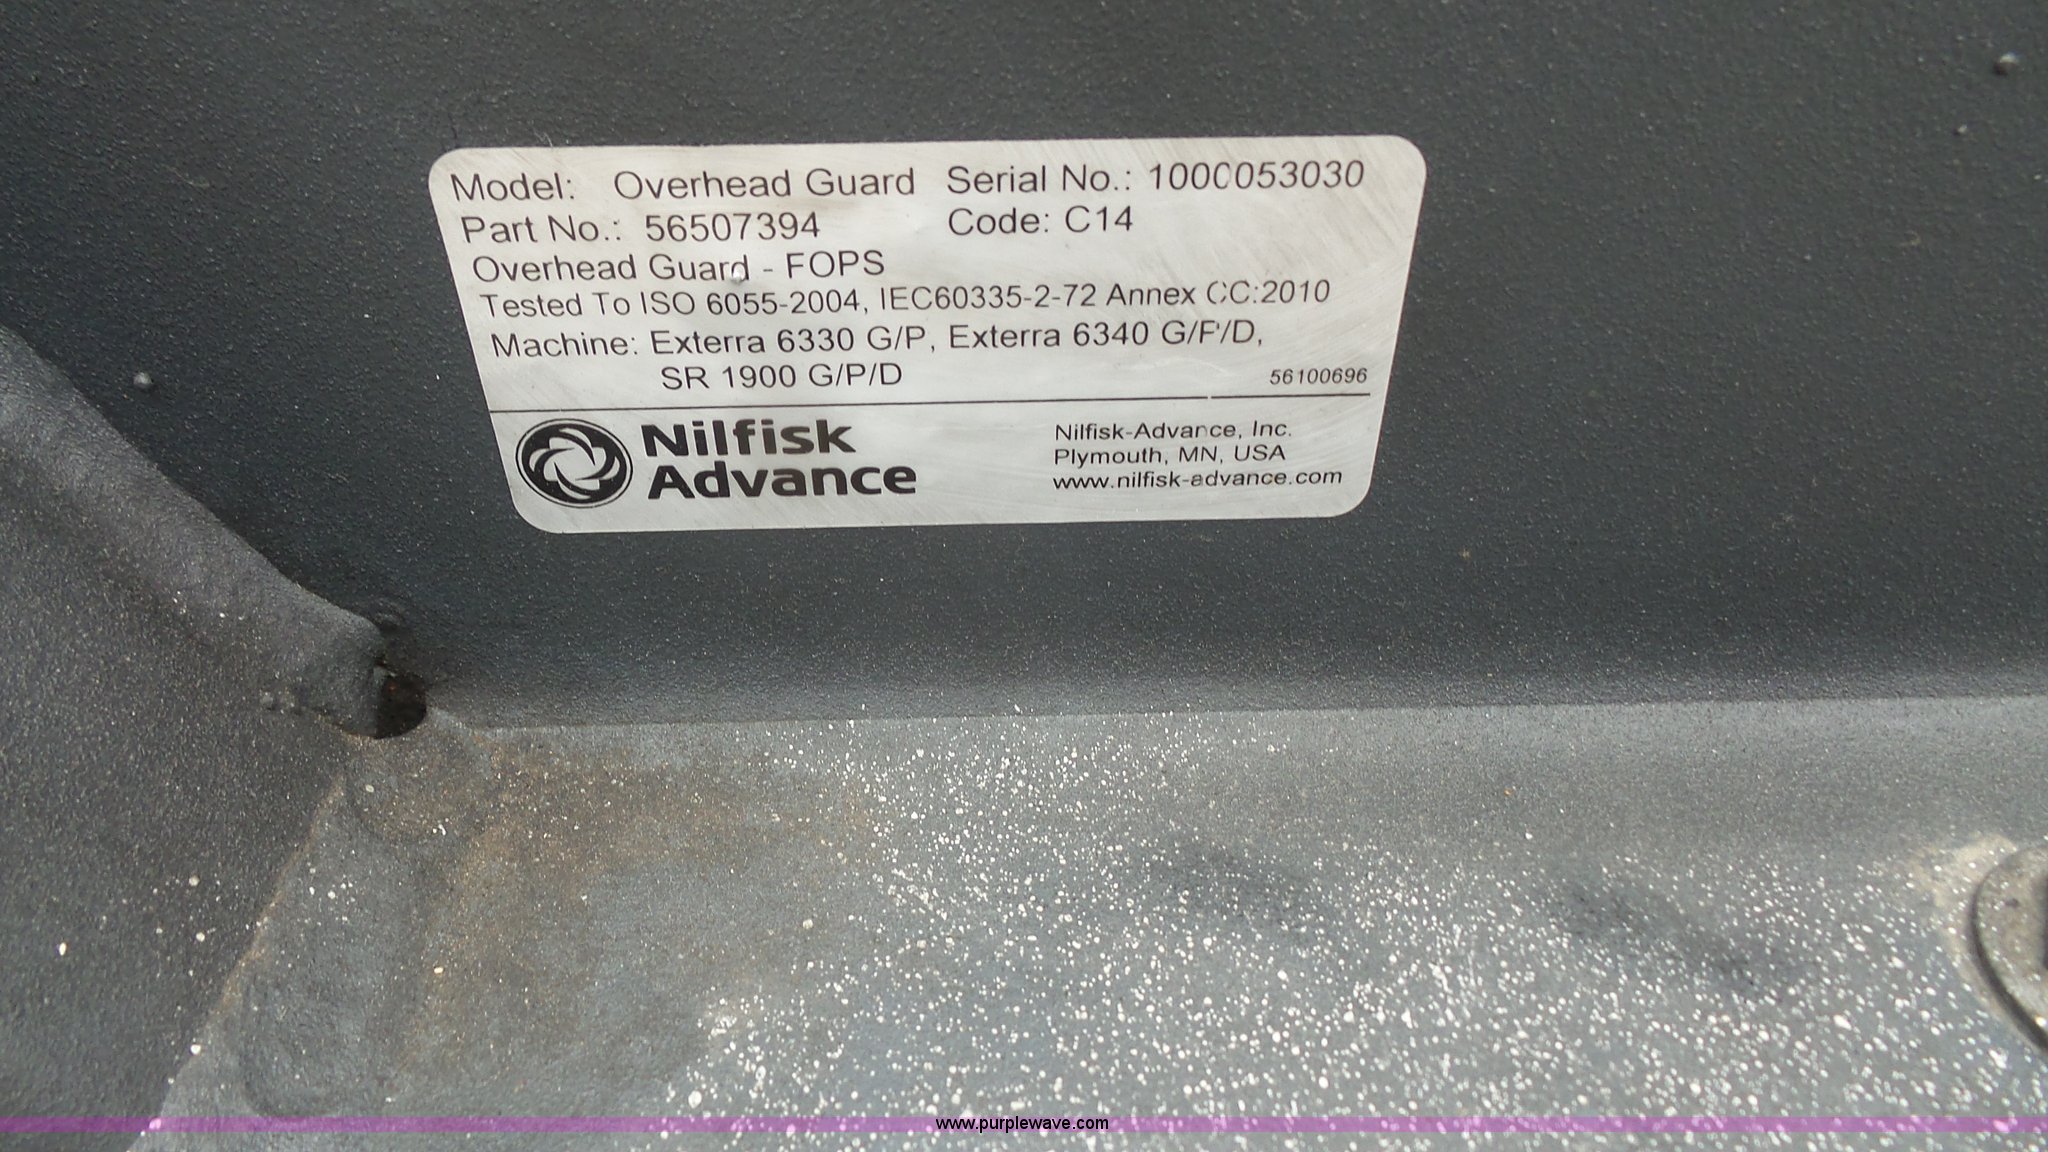 Model: Overhead Guard Serial No.: 1000053030
Part No.: 56507394 Code: C14
Overhead Guard - FOPS
Tested To ISO 6055-2004, IEC60335-2-72 Annex CC:2010
Machine: Exterra 6330 G/P, Exterra 6340 G/P/D,
SR 1900 G/P/D 56100696
Nilfisk
Advance
Nilfisk-Advance, Inc.
Plymouth, MN, USA
www.nilfisk-advance.com
www.purplewave.com